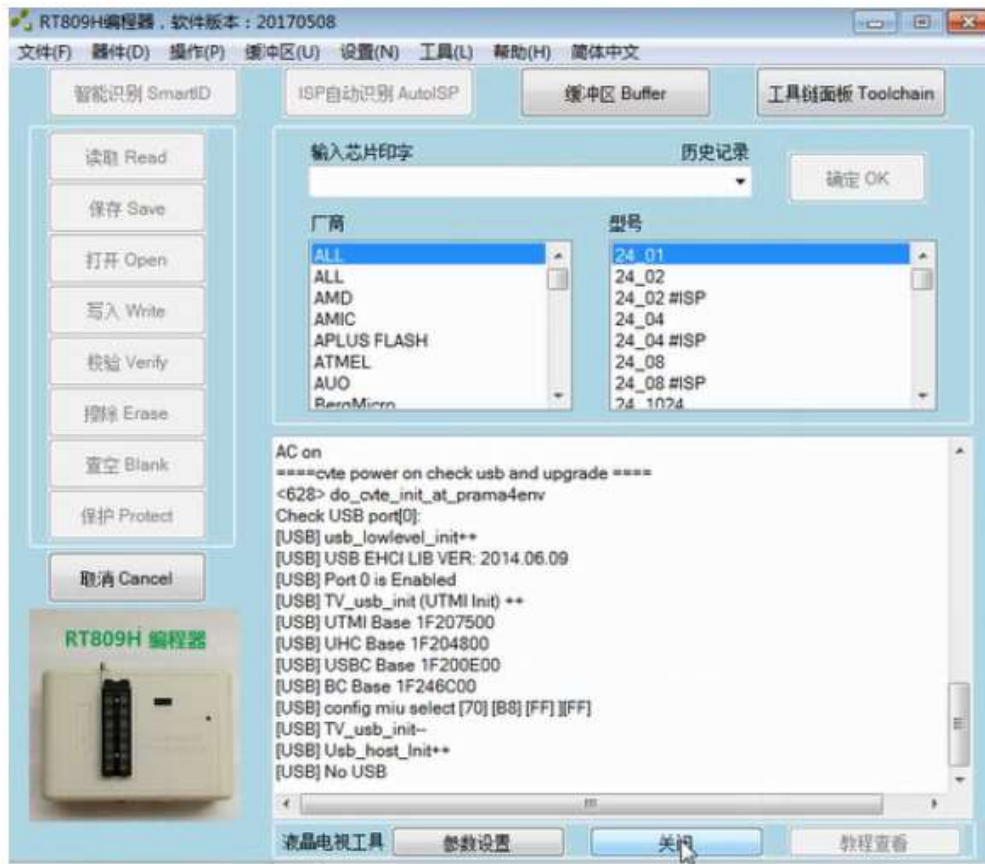 RT809H编程器，软件版本：20170508
文件(F) 器件(D) 操作(P) 缓冲区(U) 设置(N) 工具(L) 帮助(H) 简体中文
智能识别 SmartID ISP自动识别 AutoISP 缓冲区 Buffer 工具链面板 Toolchain
读取 Read
保存 Save
打开 Open
写入 Write
校验 Verify
擦除 Erase
查空 Blank
保护 Protect
取消 Cancel
RT809H 编程器
输入芯片印字 历史记录
确定 OK
厂商
ALL
ALL
AMD
AMIC
APLUS FLASH
ATMEL
AUO
BergMicro
型号
24_01
24_02
24_02 #ISP
24_04
24_04 #ISP
24_08
24_08 #ISP
24_1024
AC on
====cvte power on check usb and upgrade ====
<628> do_cvte_init_at_prama4env
Check USB port[0]:
[USB] usb_lowlevel_init++
[USB] USB EHCI LIB VER: 2014.06.09
[USB] Port 0 is Enabled
[USB] TV_usb_init (UTMI Init) ++
[USB] UTMI Base 1F207500
[USB] UHC Base 1F204800
[USB] USBC Base 1F200E00
[USB] BC Base 1F246C00
[USB] config miu select [70] [B8] [FF] ][FF]
[USB] TV_usb_init--
[USB] Usb_host_Init++
[USB] No USB
液晶电视工具 参数设置 关闭 教程查看